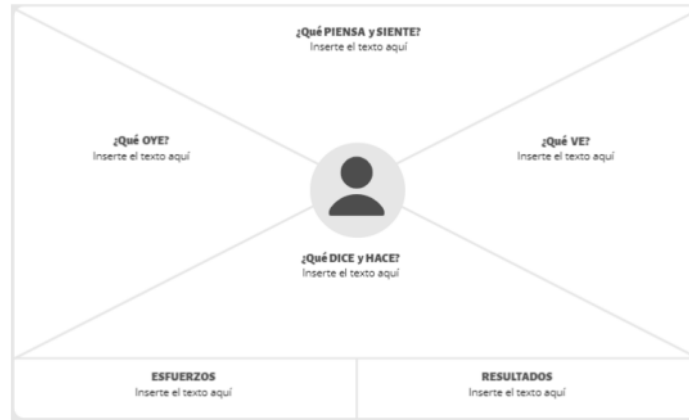 ¿Qué PIENSA y SIENTE?
Inserte el texto aquí
¿Qué OYE?
Inserte el texto aquí
¿Qué VE?
Inserte el texto aquí
¿Qué DICE y HACE?
Inserte el texto aquí
ESFUERZOS
Inserte el texto aquí
RESULTADOS
Inserte el texto aquí